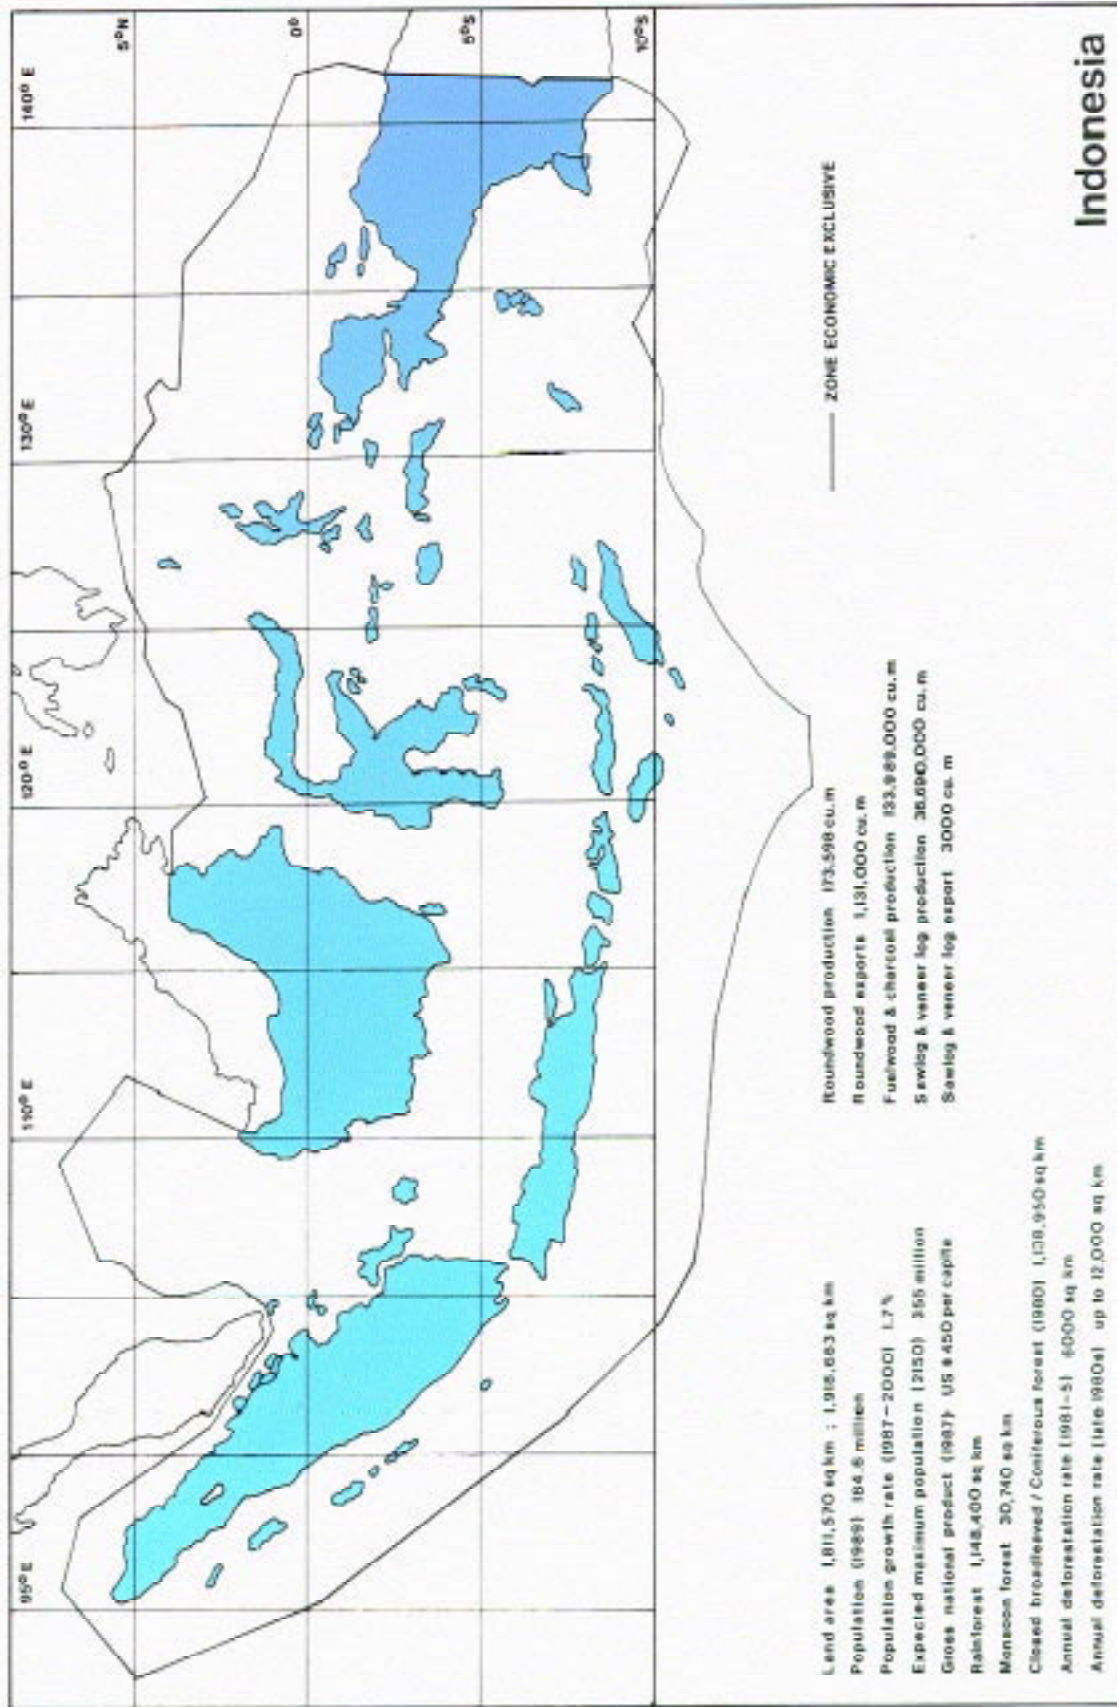 95° E
110° E
120° E
130° E
140° E
5°N
0°
5°S
10°S
Land area 1,811,570 sq km ; 1,918,663 sq km
Population (1989) 184.6 million
Population growth rate (1987-2000) 1.7 %
Expected maximum population (2150) 355 million
Gross national product (1987) US $ 450 per capita
Rainforest 1,148,400 sq km
Monsoon forest 30,740 sq km
Closed broadleaved / Coniferous forest (1980) 1,138,950 sq km
Annual deforestation rate (1981-5) 6000 sq km
Annual deforestation rate (late 1980s) up to 12,000 sq km
Roundwood production 173,598 cu.m
Roundwood exports 1,131,000 cu.m
Fuelwood & charcoal production 133,989,000 cu.m
Sawlog & veneer log production 36,690,000 cu.m
Sawlog & veneer log export 3000 cu. m
ZONE ECONOMIC EXCLUSIVE
Indonesia